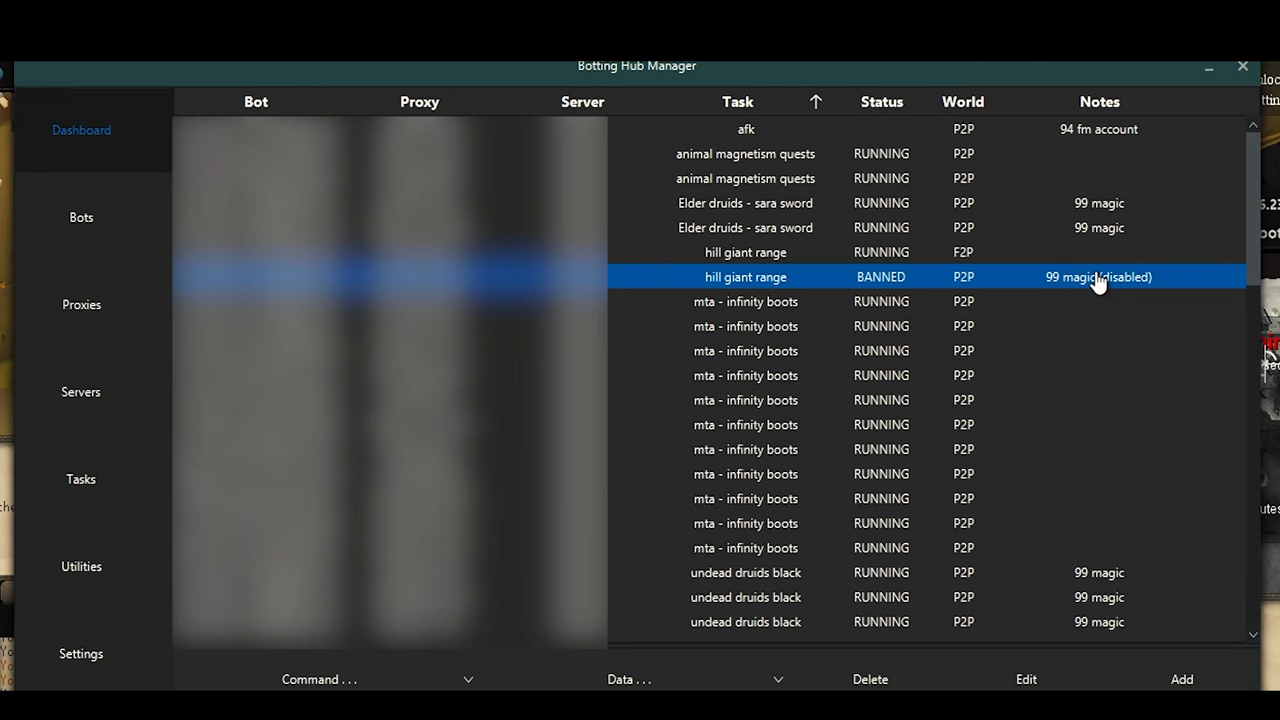 Botting Hub Manager
Bot Proxy Server Task Status World Notes
Dashboard
afk P2P 94 fm account
animal magnetism quests RUNNING P2P
animal magnetism quests RUNNING P2P
Elder druids - sara sword RUNNING P2P 99 magic
Bots
Elder druids - sara sword RUNNING P2P 99 magic
hill giant range RUNNING F2P
hill giant range BANNED P2P 99 magic (disabled)
Proxies
mta - infinity boots RUNNING P2P
mta - infinity boots RUNNING P2P
mta - infinity boots RUNNING P2P
mta - infinity boots RUNNING P2P
Servers
mta - infinity boots RUNNING P2P
mta - infinity boots RUNNING P2P
mta - infinity boots RUNNING P2P
mta - infinity boots RUNNING P2P
Tasks
mta - infinity boots RUNNING P2P
mta - infinity boots RUNNING P2P
mta - infinity boots RUNNING P2P
Utilities
undead druids black RUNNING P2P 99 magic
undead druids black RUNNING P2P 99 magic
undead druids black RUNNING P2P 99 magic
Settings
Command . . . Data . . . Delete Edit Add